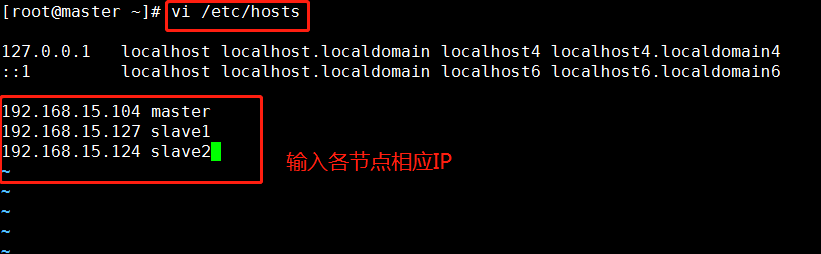 [root@master ~]# vi /etc/hosts
127.0.0.1   localhost localhost.localdomain localhost4 localhost4.localdomain4
::1         localhost localhost.localdomain localhost6 localhost6.localdomain6
192.168.15.104 master
192.168.15.127 slave1
192.168.15.124 slave2
输入各节点相应IP
~
~
~
~
~